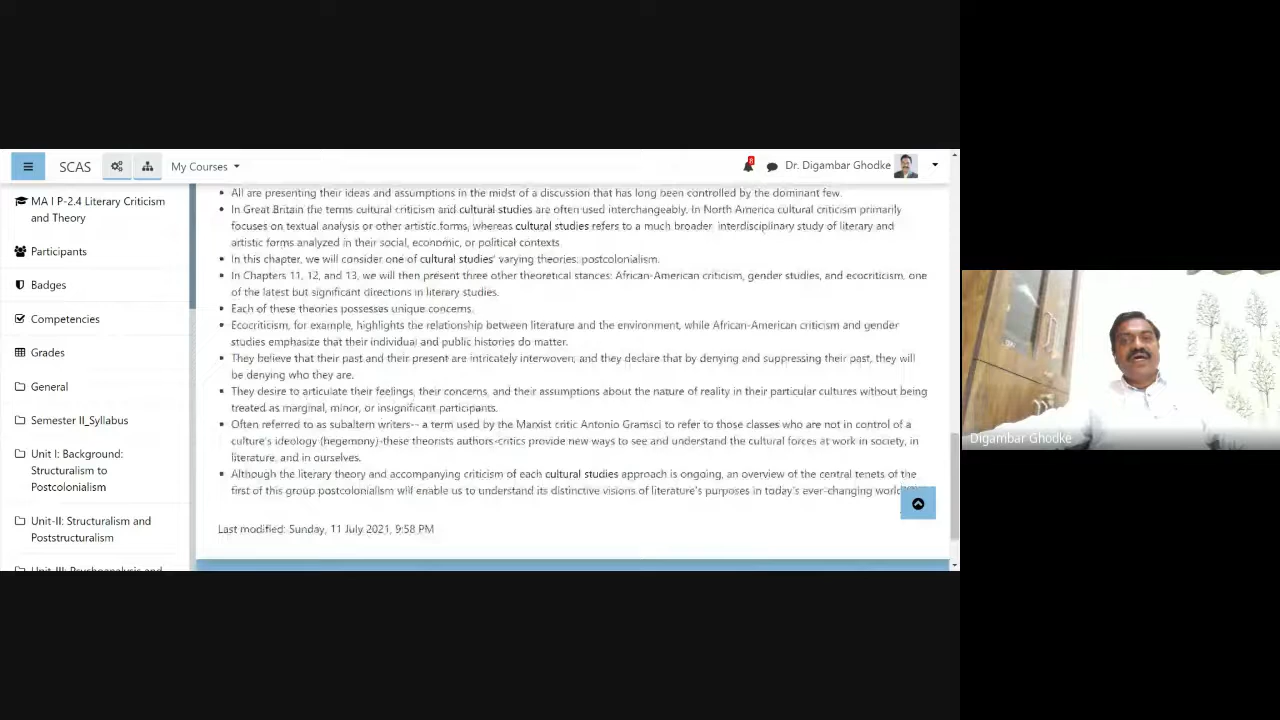 SCAS
My Courses
8
Dr. Digambar Ghodke
MA I P-2.4 Literary Criticism
and Theory
Participants
Badges
Competencies
Grades
General
Semester II_Syllabus
Unit I: Background:
Structuralism to
Postcolonialism
Unit-II: Structuralism and
Poststructuralism
Unit-III: Psychoanalysis and
All are presenting their ideas and assumptions in the midst of a discussion that has long been controlled by the dominant few.
In Great Britain the terms cultural criticism and cultural studies are often used interchangeably. In North America cultural criticism primarily
focuses on textual analysis or other artistic forms, whereas cultural studies refers to a much broader interdisciplinary study of literary and
artistic forms analyzed in their social, economic, or political contexts.
In this chapter, we will consider one of cultural studies' varying theories: postcolonialism.
In Chapters 11, 12, and 13, we will then present three other theoretical stances: African-American criticism, gender studies, and ecocriticism, one
of the latest but significant directions in literary studies.
Each of these theories possesses unique concerns.
Ecocriticism, for example, highlights the relationship between literature and the environment, while African-American criticism and gender
studies emphasize that their individual and public histories do matter.
They believe that their past and their present are intricately interwoven; and they declare that by denying and suppressing their past, they will
be denying who they are.
They desire to articulate their feelings, their concerns, and their assumptions about the nature of reality in their particular cultures without being
treated as marginal, minor, or insignificant participants.
Often referred to as subaltern writers-- a term used by the Marxist critic Antonio Gramsci to refer to those classes who are not in control of a
culture's ideology (hegemony)-these theorists authors-critics provide new ways to see and understand the cultural forces at work in society, in
literature, and in ourselves.
Although the literary theory and accompanying criticism of each cultural studies approach is ongoing, an overview of the central tenets of the
first of this group postcolonialism will enable us to understand its distinctive visions of literature's purposes in today's ever-changing world
Last modified: Sunday, 11 July 2021, 9:58 PM
Digambar Ghodke